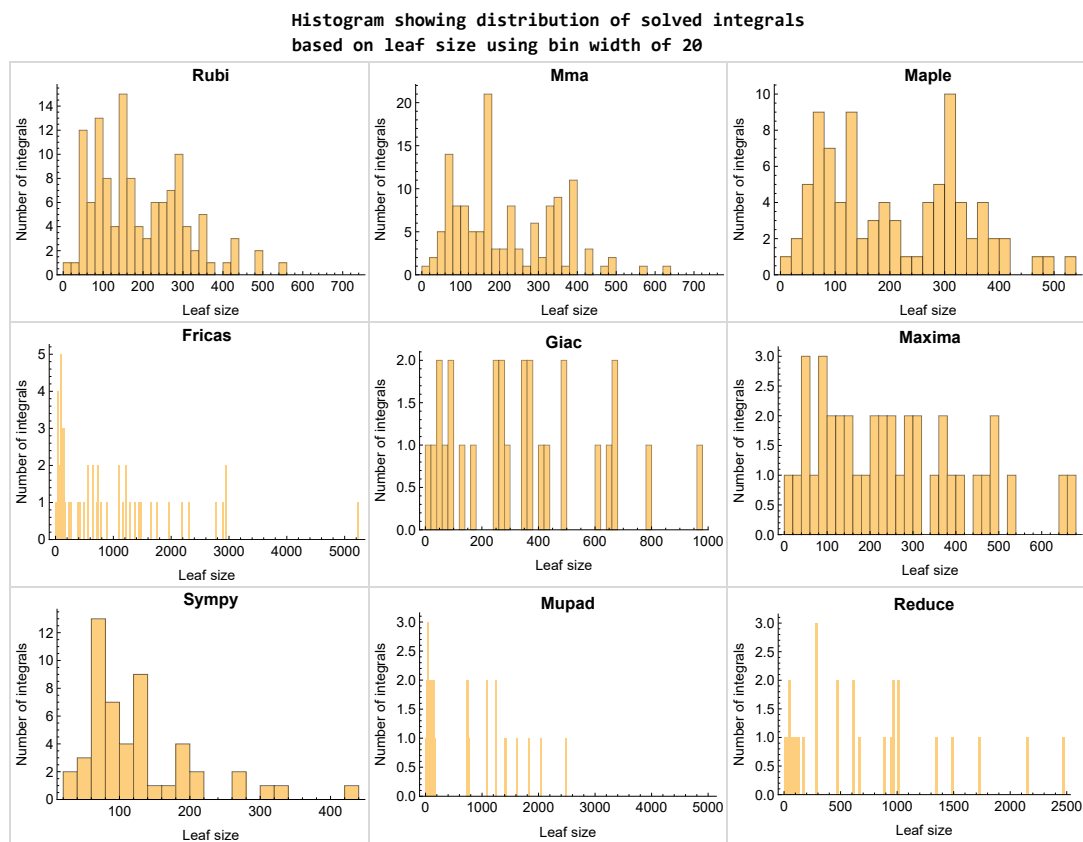 Histogram showing distribution of solved integrals
based on leaf size using bin width of 20
Rubi
Number of integrals
14
12
10
8
6
4
2
0
0 100 200 300 400 500 600 700
Leaf size
Mma
Number of integrals
20
15
10
5
0
0 100 200 300 400 500 600 700
Leaf size
Maple
Number of integrals
10
8
6
4
2
0
0 100 200 300 400 500
Leaf size
Fricas
Number of integrals
5
4
3
2
1
0
0 1000 2000 3000 4000 5000
Leaf size
Giac
Number of integrals
2.0
1.5
1.0
0.5
0.0
0 200 400 600 800 1000
Leaf size
Maxima
Number of integrals
3.0
2.5
2.0
1.5
1.0
0.5
0.0
0 100 200 300 400 500 600
Leaf size
Sympy
Number of integrals
12
10
8
6
4
2
0
100 200 300 400
Leaf size
Mupad
Number of integrals
3.0
2.5
2.0
1.5
1.0
0.5
0.0
0 1000 2000 3000 4000 5000
Leaf size
Reduce
Number of integrals
3.0
2.5
2.0
1.5
1.0
0.5
0.0
0 500 1000 1500 2000 2500
Leaf size